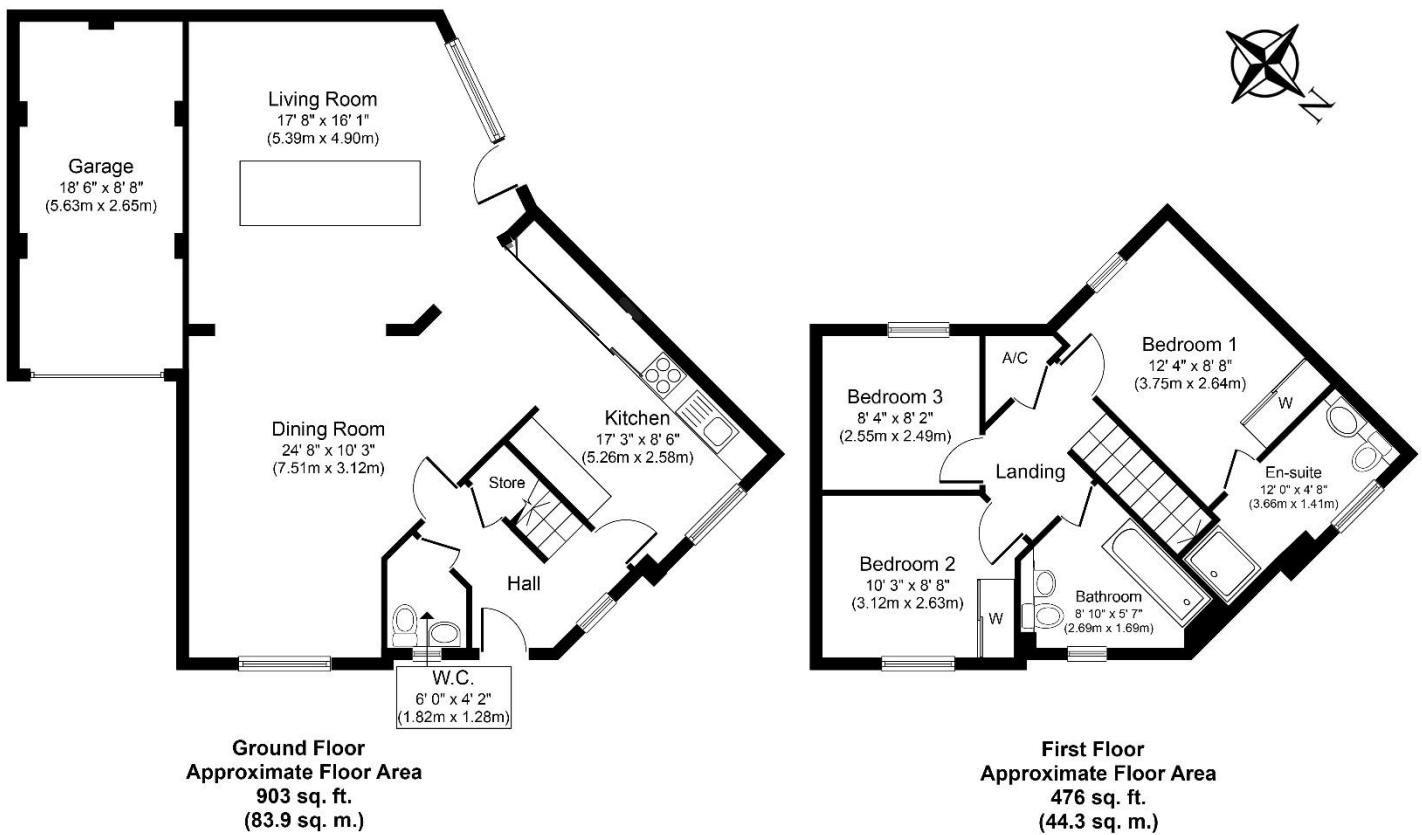 Living Room
17' 8" x 16' 1"
(5.39m x 4.90m)
Garage
18' 6" x 8' 8"
(5.63m x 2.65m)
Dining Room
24' 8" x 10' 3"
(7.51m x 3.12m)
Kitchen
17' 3" x 8' 6"
(5.26m x 2.58m)
Store
Hall
W.C.
6' 0" x 4' 2"
(1.82m x 1.28m)
Ground Floor
Approximate Floor Area
903 sq. ft.
(83.9 sq. m.)
N
Bedroom 1
12' 4" x 8' 8"
(3.75m x 2.64m)
A/C
Bedroom 3
8' 4" x 8' 2"
(2.55m x 2.49m)
W
Landing
En-suite
12' 0" x 4' 8"
(3.66m x 1.41m)
Bedroom 2
10' 3" x 8' 8"
(3.12m x 2.63m)
W
Bathroom
8' 10" x 5' 7"
(2.69m x 1.69m)
First Floor
Approximate Floor Area
476 sq. ft.
(44.3 sq. m.)